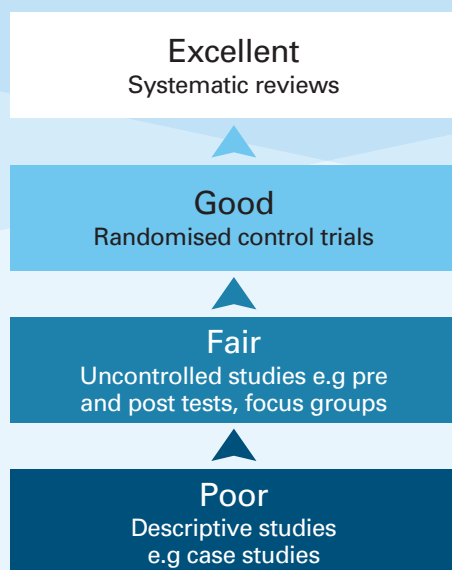 Excellent
Systematic reviews
Good
Randomised control trials
Fair
Uncontrolled studies e.g pre
and post tests, focus groups
Poor
Descriptive studies
e.g case studies